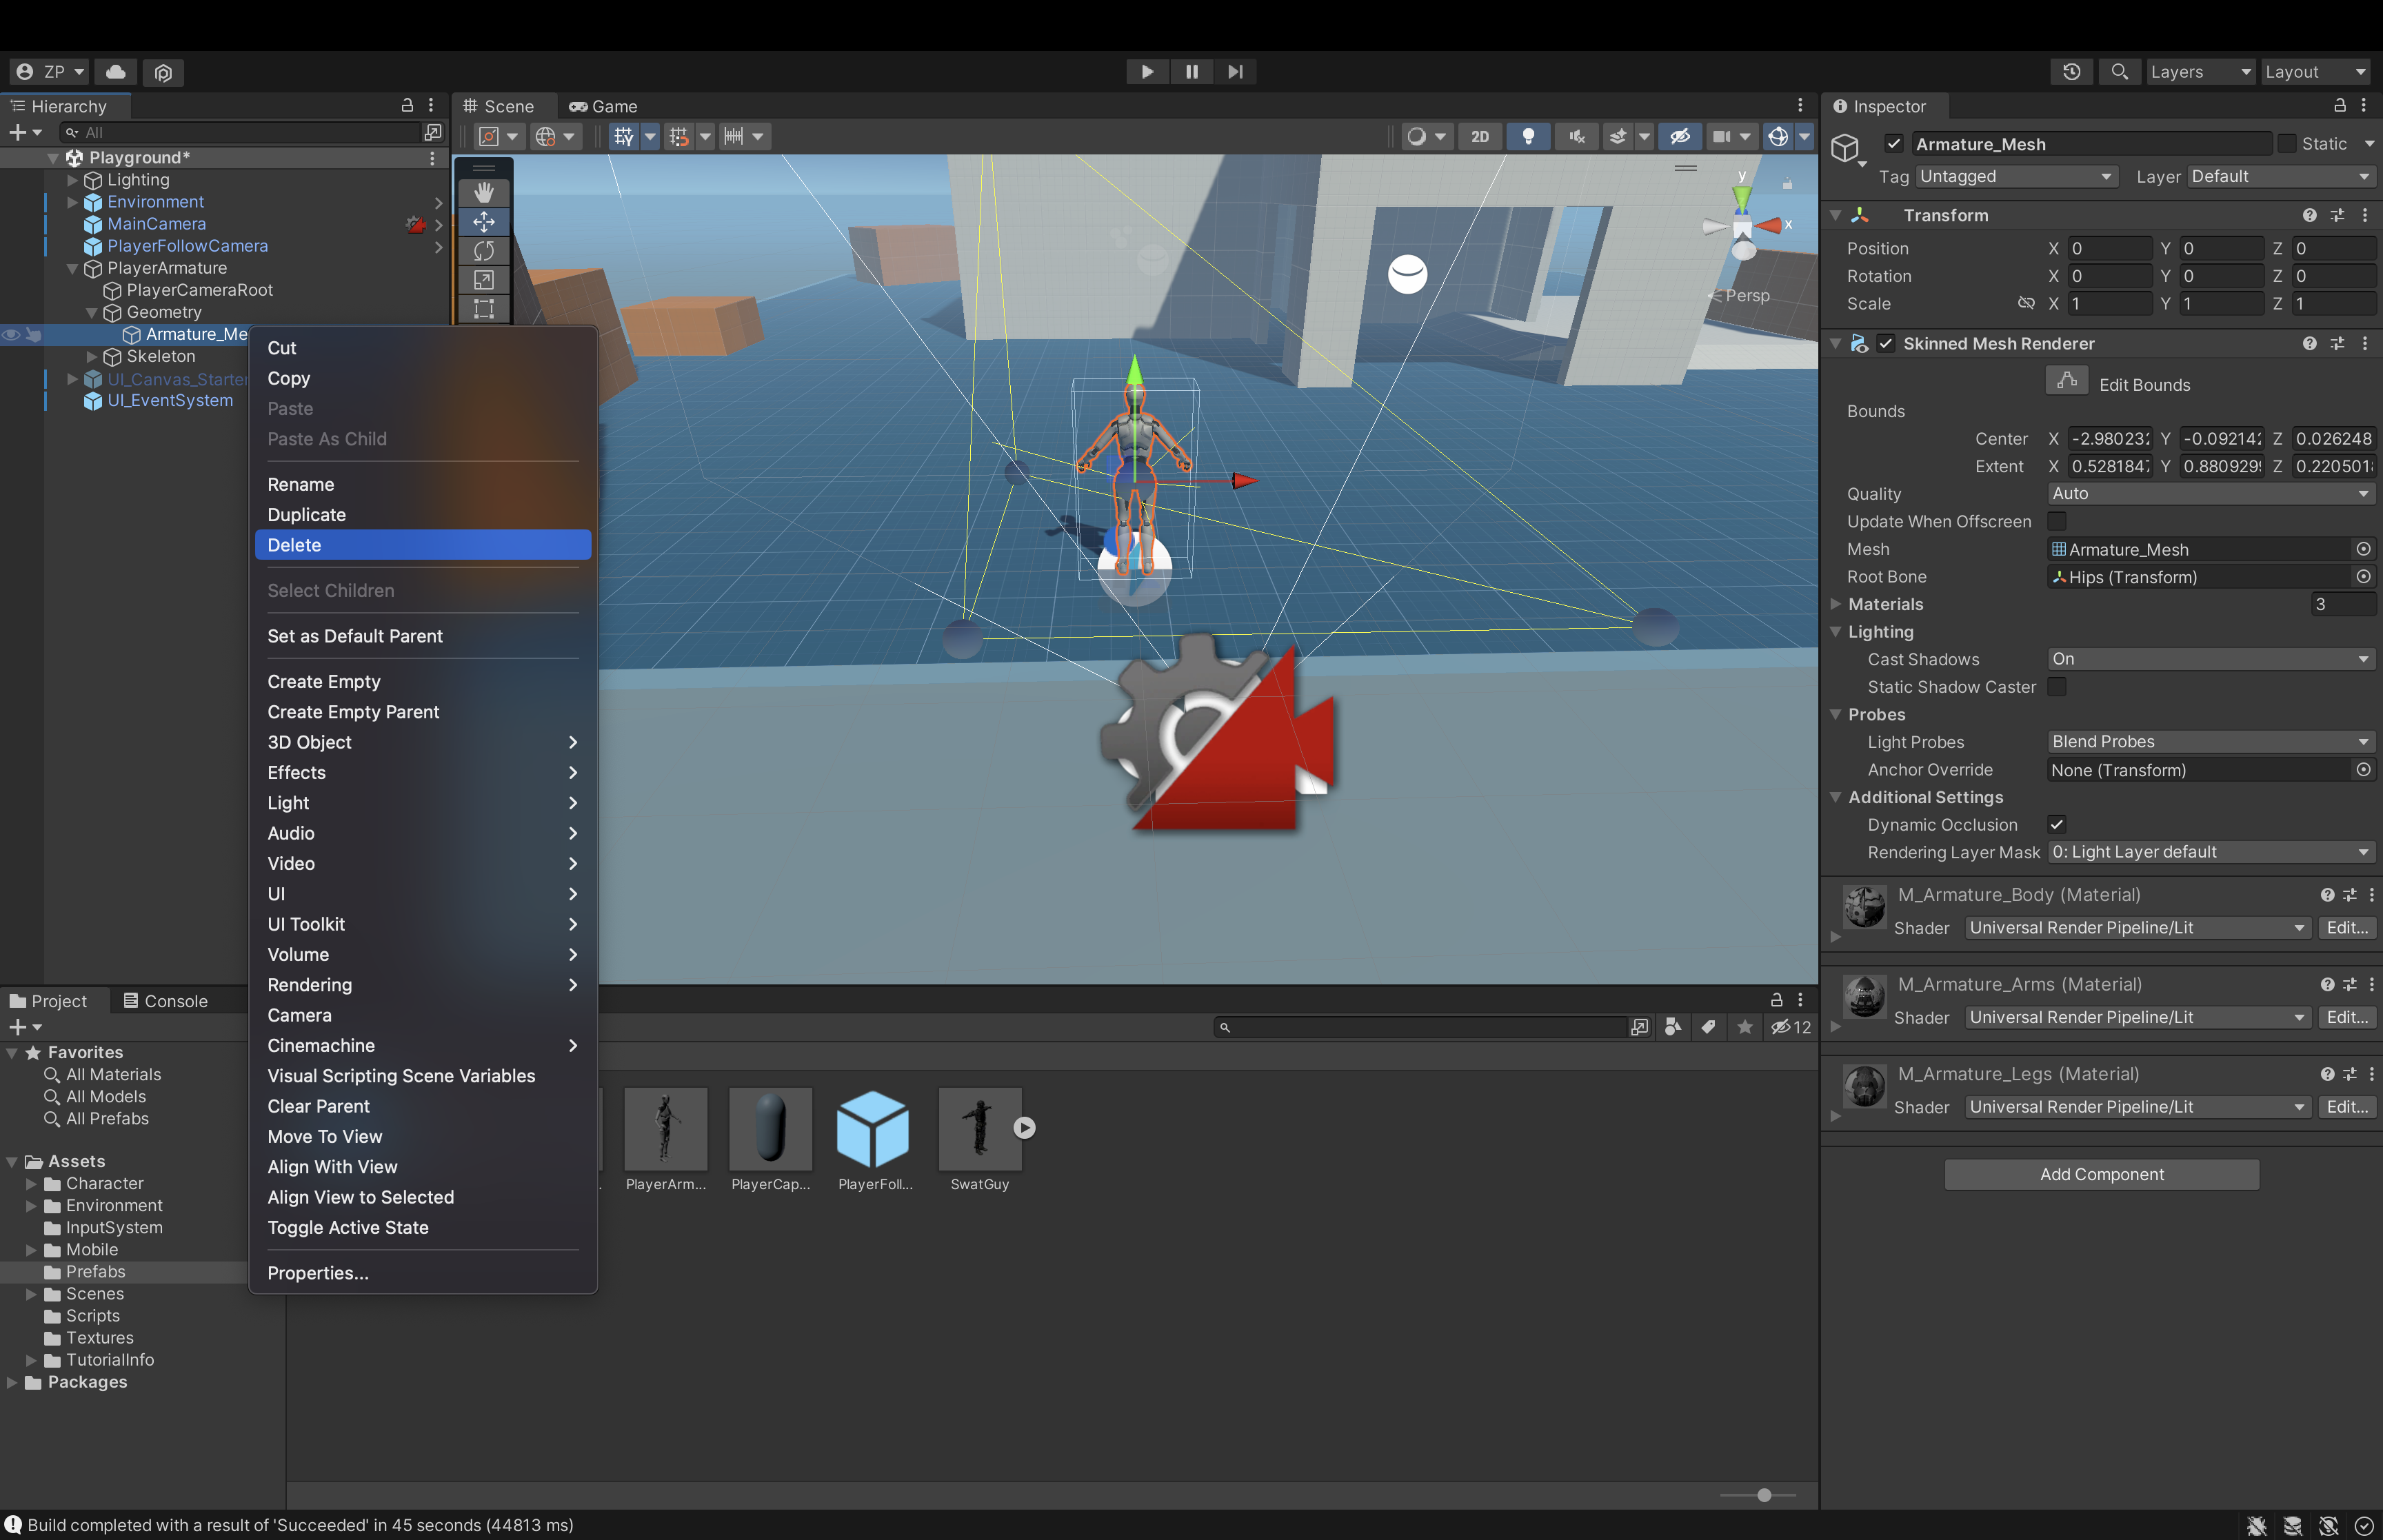 ZP
Layers
Layout
Hierarchy
All
Playground*
Lighting
Environment
MainCamera
PlayerFollowCamera
PlayerArmature
PlayerCameraRoot
Geometry
Armature_Me
Skeleton
UI_Canvas_Starter
UI_EventSystem
Cut
Copy
Paste
Paste As Child
Rename
Duplicate
Delete
Select Children
Set as Default Parent
Create Empty
Create Empty Parent
3D Object
Effects
Light
Audio
Video
UI
UI Toolkit
Volume
Rendering
Camera
Cinemachine
Visual Scripting Scene Variables
Clear Parent
Move To View
Align With View
Align View to Selected
Toggle Active State
Properties...
Scene
Game
2D
y
x
Persp
Project
Console
12
Favorites
All Materials
All Models
All Prefabs
Assets
Character
Environment
InputSystem
Mobile
Prefabs
Scenes
Scripts
Textures
TutorialInfo
Packages
PlayerArm...
PlayerCap...
PlayerFoll...
SwatGuy
Inspector
Armature_Mesh
Static
Tag Untagged Layer Default
Transform
Position X 0 Y 0 Z 0
Rotation X 0 Y 0 Z 0
Scale X 1 Y 1 Z 1
Skinned Mesh Renderer
Edit Bounds
Bounds
Center X -2.980232 Y -0.092142 Z 0.026248
Extent X 0.528184 Y 0.880929 Z 0.220501
Quality Auto
Update When Offscreen
Mesh Armature_Mesh
Root Bone Hips (Transform)
Materials 3
Lighting
Cast Shadows On
Static Shadow Caster
Probes
Light Probes Blend Probes
Anchor Override None (Transform)
Additional Settings
Dynamic Occlusion
Rendering Layer Mask 0: Light Layer default
M_Armature_Body (Material)
Shader Universal Render Pipeline/Lit Edit...
M_Armature_Arms (Material)
Shader Universal Render Pipeline/Lit Edit...
M_Armature_Legs (Material)
Shader Universal Render Pipeline/Lit Edit...
Add Component
Build completed with a result of 'Succeeded' in 45 seconds (44813 ms)